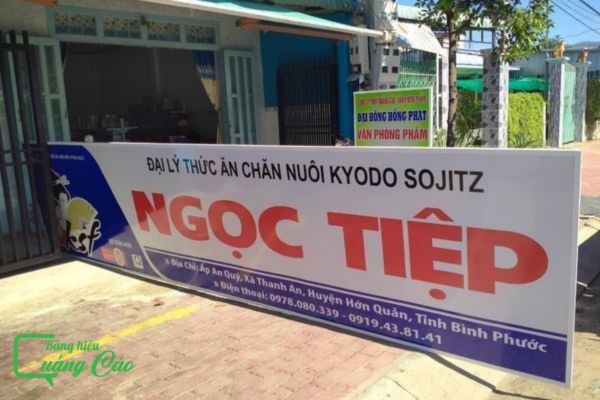 ĐẠI HỒNG HỒNG PHÁT
VĂN PHÒNG PHẨM
ĐẠI LÝ THỨC ĂN CHĂN NUÔI KYODO SOJITZ
NGỌC TIỆP
Địa Chỉ: Ấp An Quý, Xã Thanh An, Huyện Hớn Quản, Tỉnh Bình Phước
Điện thoại: 0978.080.339 - 0919.43.81.41
Bảng hiệu
Quảng Cáo